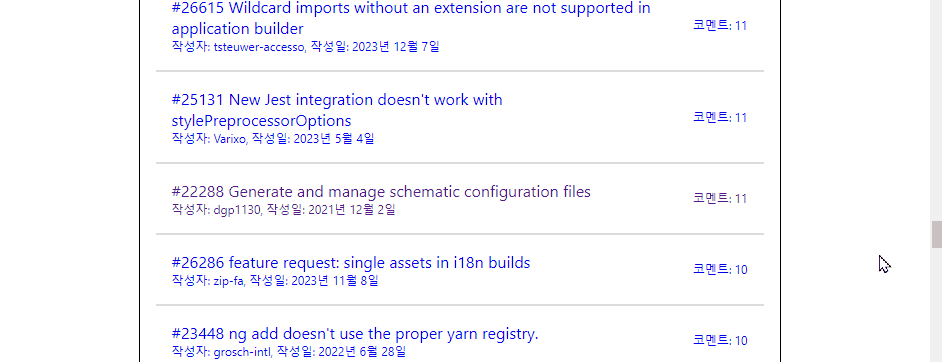 #26615 Wildcard imports without an extension are not supported in
application builder
작성자: tsteuwer-accesso, 작성일: 2023년 12월 7일
코멘트: 11
#25131 New Jest integration doesn't work with
stylePreprocessorOptions
작성자: Varixo, 작성일: 2023년 5월 4일
코멘트: 11
#22288 Generate and manage schematic configuration files
작성자: dgp1130, 작성일: 2021년 12월 2일
코멘트: 11
#26286 feature request: single assets in i18n builds
작성자: zip-fa, 작성일: 2023년 11월 8일
코멘트: 10
#23448 ng add doesn't use the proper yarn registry.
작성자: grosch-intl, 작성일: 2022년 6월 28일
코멘트: 10